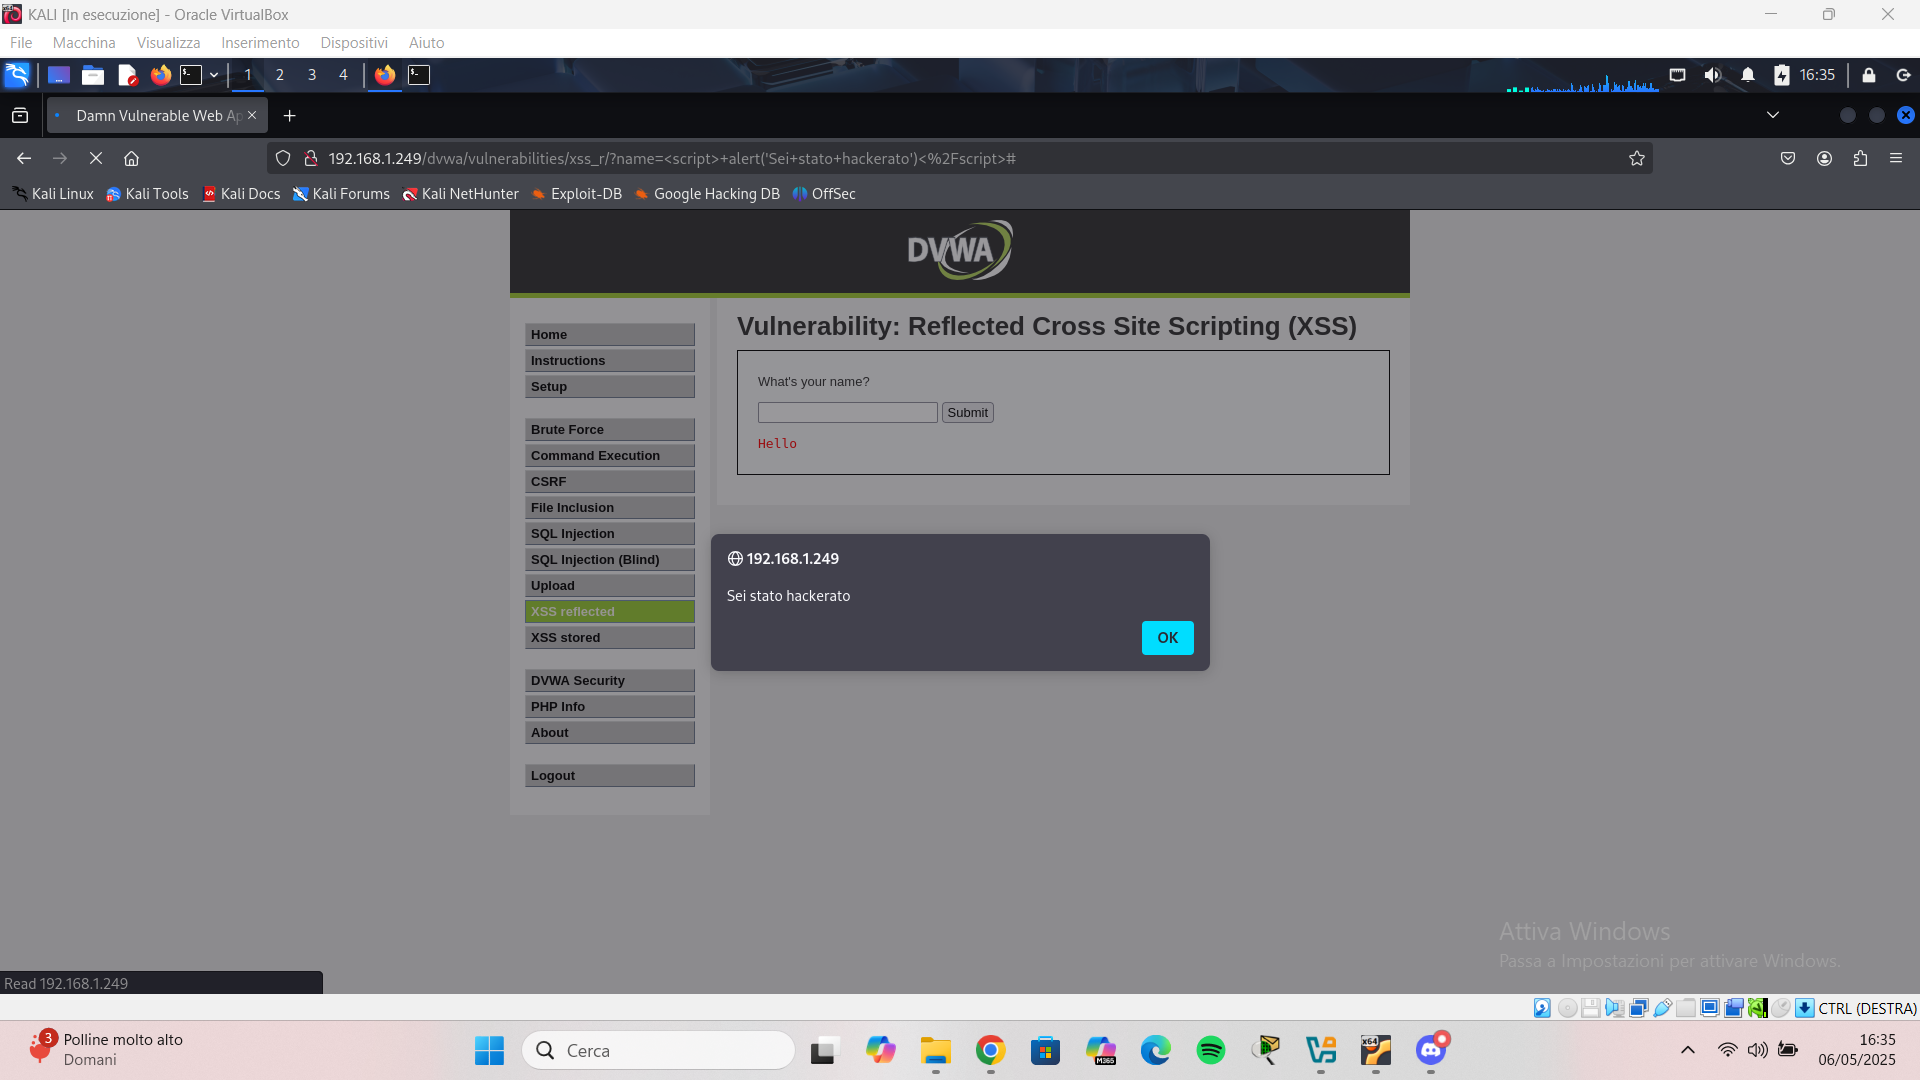 KALI [In esecuzione] - Oracle VirtualBox
File Macchina Visualizza Inserimento Dispositivi Aiuto
1 2 3 4 16:35
Damn Vulnerable Web Ap
192.168.1.249/dvwa/vulnerabilities/xss_r/?name=<script>+alert('Sei+stato+hackerato')<%2Fscript>#
Kali Linux Kali Tools Kali Docs Kali Forums Kali NetHunter Exploit-DB Google Hacking DB OffSec
DVWA
Vulnerability: Reflected Cross Site Scripting (XSS)
What's your name?
Submit
Hello
Home
Instructions
Setup
Brute Force
Command Execution
CSRF
File Inclusion
SQL Injection
SQL Injection (Blind)
Upload
XSS reflected
XSS stored
DVWA Security
PHP Info
About
Logout
192.168.1.249
Sei stato hackerato
OK
Attiva Windows
Passa a Impostazioni per attivare Windows.
Read 192.168.1.249
CTRL (DESTRA)
3
Polline molto alto
Domani
Cerca
M365
x64
16:35
06/05/2025